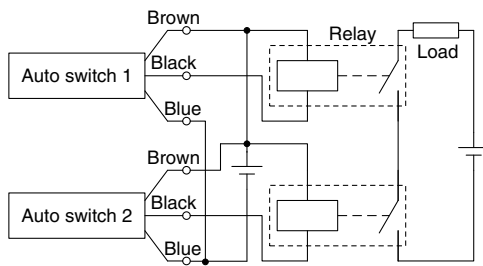 Brown
Relay
Load
Black
Auto switch 1
Blue
Brown
Black
Auto switch 2
Blue